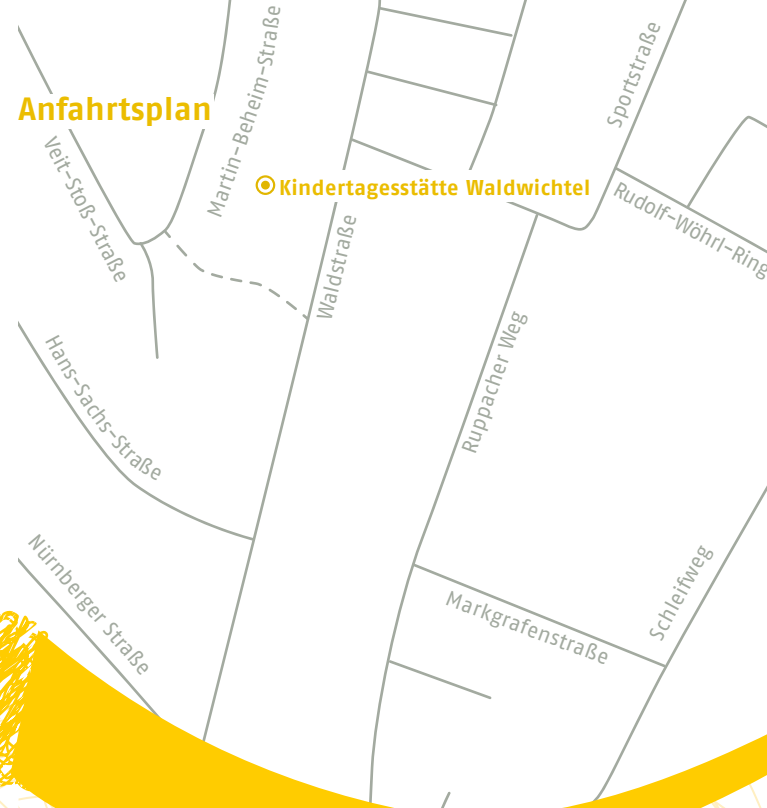 Martin-Beheim-Straße
Sportstraße
Anfahrtsplan
Veit-Stoß-Straße
Kindertagesstätte Waldwichtel
Rudolf-Wöhrl-Ring
Waldstraße
Ruppacher Weg
Hans-Sachs-Straße
Nürnberger Straße
Schleifweg
Markgrafenstraße